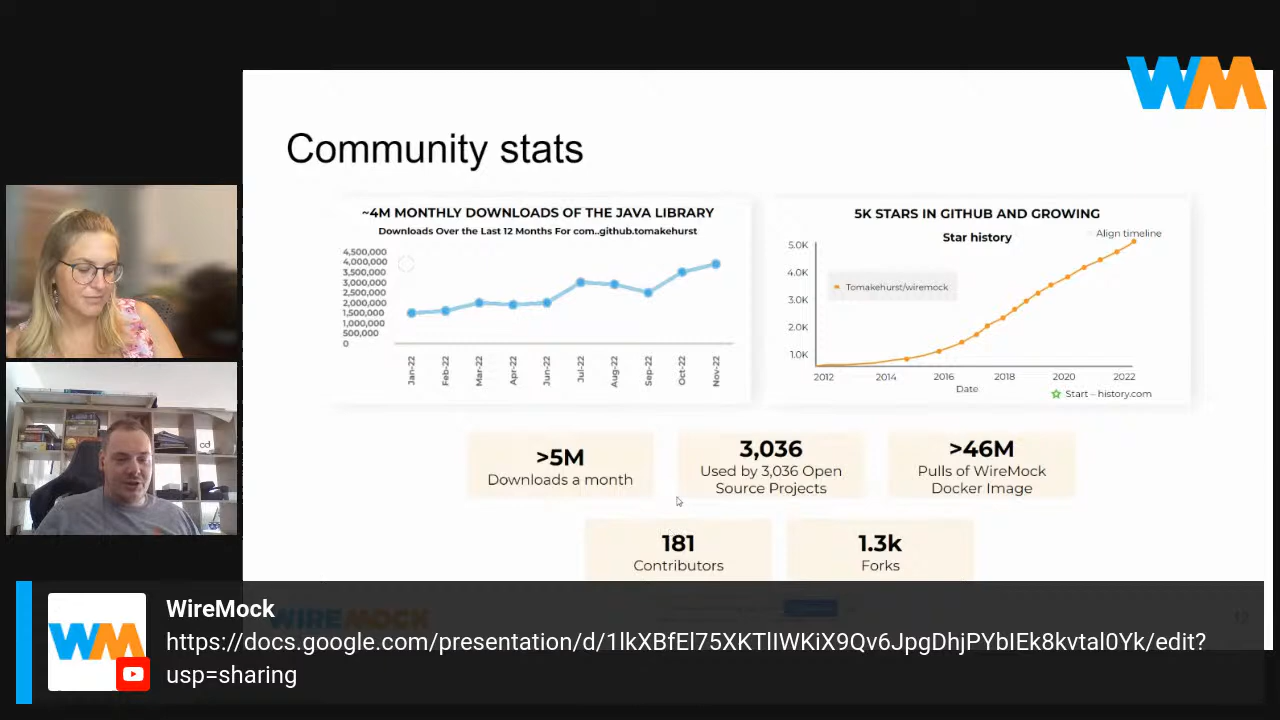 WM
Community stats
~4M MONTHLY DOWNLOADS OF THE JAVA LIBRARY
Downloads Over the Last 12 Months For com..github.tomakehurst
4,500,000
4,000,000
3,500,000
3,000,000
2,500,000
2,000,000
1,500,000
1,000,000
500,000
0
Jan-22
Feb-22
Mar-22
Apr-22
Jun-22
Jul-22
Aug-22
Sep-22
Oct-22
Nov-22
5K STARS IN GITHUB AND GROWING
Star history
Align timeline
5.0K
4.0K
3.0K
2.0K
1.0K
Tomakehurst/wiremock
2012 2014 2016 2018 2020 2022
Date
Start – history.com
>5M
Downloads a month
3,036
Used by 3,036 Open
Source Projects
>46M
Pulls of WireMock
Docker Image
181
Contributors
1.3k
Forks
WIREMOCK
WM
WireMock
https://docs.google.com/presentation/d/1lkXBfEl75XKTlIWKiX9Qv6JpgDhjPYbIEk8kvtal0Yk/edit?
usp=sharing